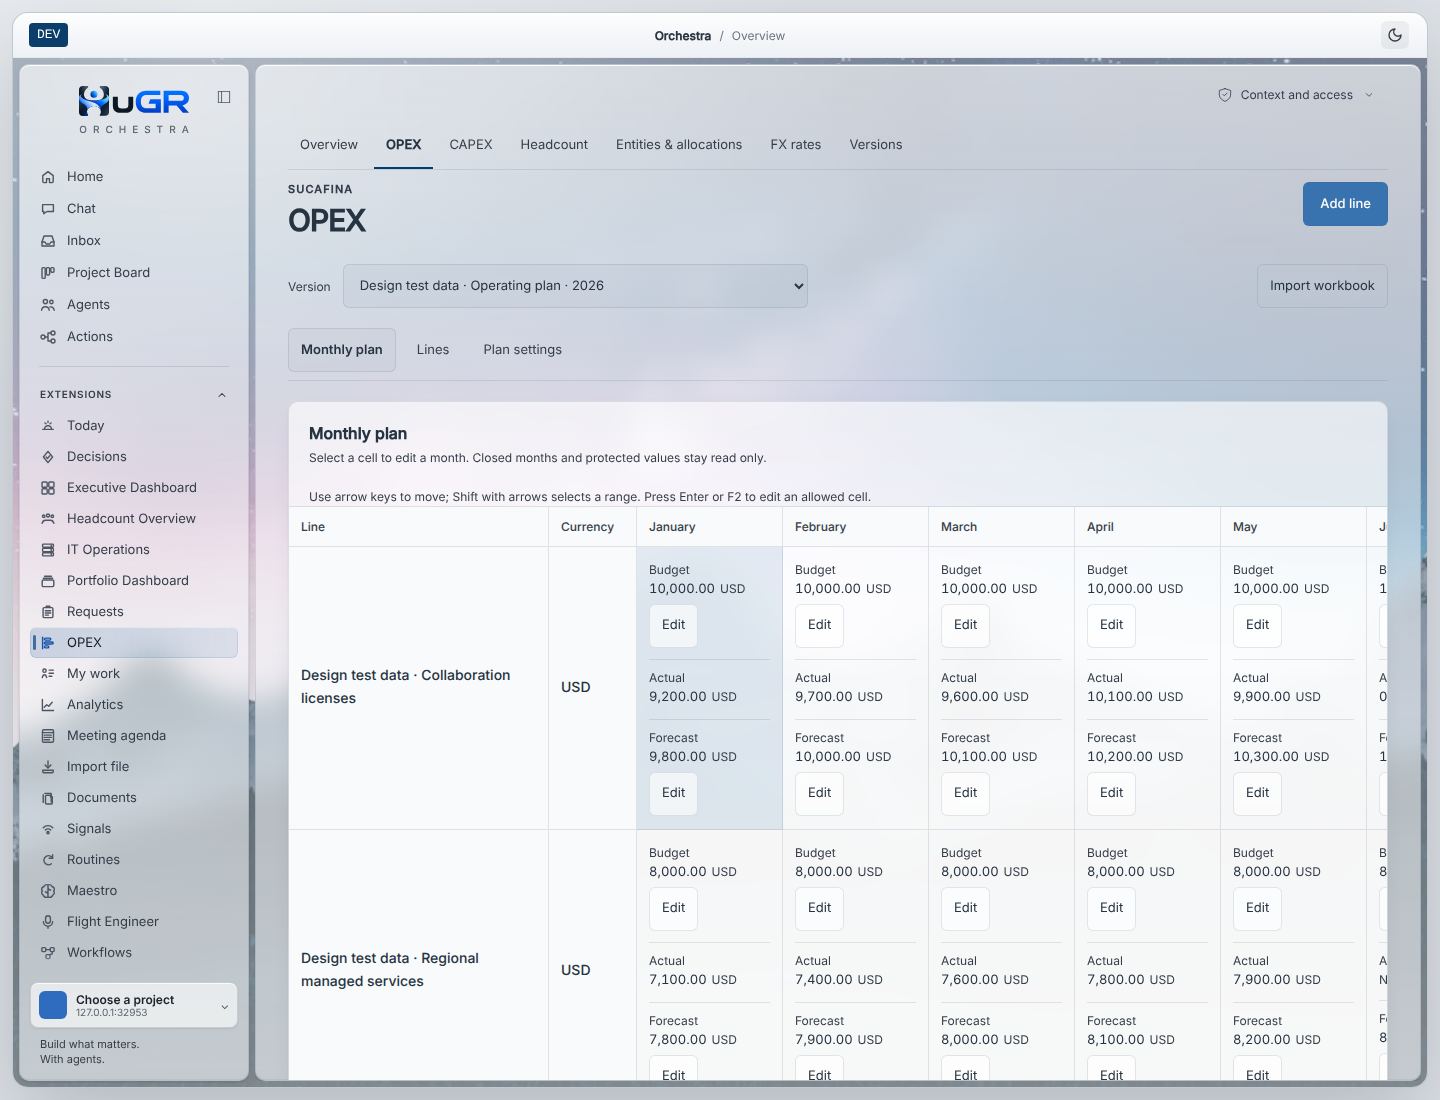 DEV
Orchestra / Overview
HuGR
ORCHESTRA
Home
Chat
Inbox
Project Board
Agents
Actions
EXTENSIONS
Today
Decisions
Executive Dashboard
Headcount Overview
IT Operations
Portfolio Dashboard
Requests
OPEX
My work
Analytics
Meeting agenda
Import file
Documents
Signals
Routines
Maestro
Flight Engineer
Workflows
Choose a project
127.0.0.1:32953
Build what matters.
With agents.
Context and access
Overview OPEX CAPEX Headcount Entities & allocations FX rates Versions
SUCAFINA
OPEX
Add line
Version Design test data · Operating plan · 2026 Import workbook
Monthly plan Lines Plan settings
Monthly plan
Select a cell to edit a month. Closed months and protected values stay read only.
Use arrow keys to move; Shift with arrows selects a range. Press Enter or F2 to edit an allowed cell.
Line Currency January February March April May
Design test data · Collaboration
licenses
USD
Budget Budget Budget Budget Budget
10,000.00 USD 10,000.00 USD 10,000.00 USD 10,000.00 USD 10,000.00 USD
Edit Edit Edit Edit Edit
Actual Actual Actual Actual Actual
9,200.00 USD 9,700.00 USD 9,600.00 USD 10,100.00 USD 9,900.00 USD
Forecast Forecast Forecast Forecast Forecast
9,800.00 USD 10,000.00 USD 10,100.00 USD 10,200.00 USD 10,300.00 USD
Edit Edit Edit Edit Edit
Design test data · Regional
managed services
USD
Budget Budget Budget Budget Budget
8,000.00 USD 8,000.00 USD 8,000.00 USD 8,000.00 USD 8,000.00 USD
Edit Edit Edit Edit Edit
Actual Actual Actual Actual Actual
7,100.00 USD 7,400.00 USD 7,600.00 USD 7,800.00 USD 7,900.00 USD
Forecast Forecast Forecast Forecast Forecast
7,800.00 USD 7,900.00 USD 8,000.00 USD 8,100.00 USD 8,200.00 USD
Edit Edit Edit Edit Edit